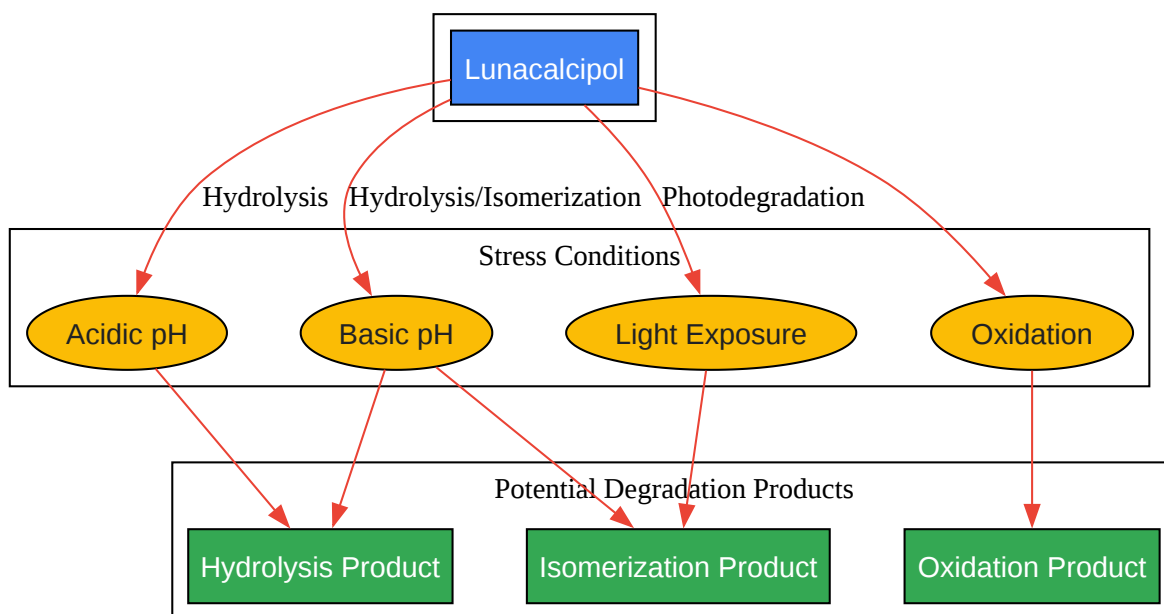 Lunacalcipol
Hydrolysis
Hydrolysis/Isomerization
Photodegradation
Stress Conditions
Acidic pH
Basic pH
Light Exposure
Oxidation
Potential Degradation Products
Hydrolysis Product
Isomerization Product
Oxidation Product